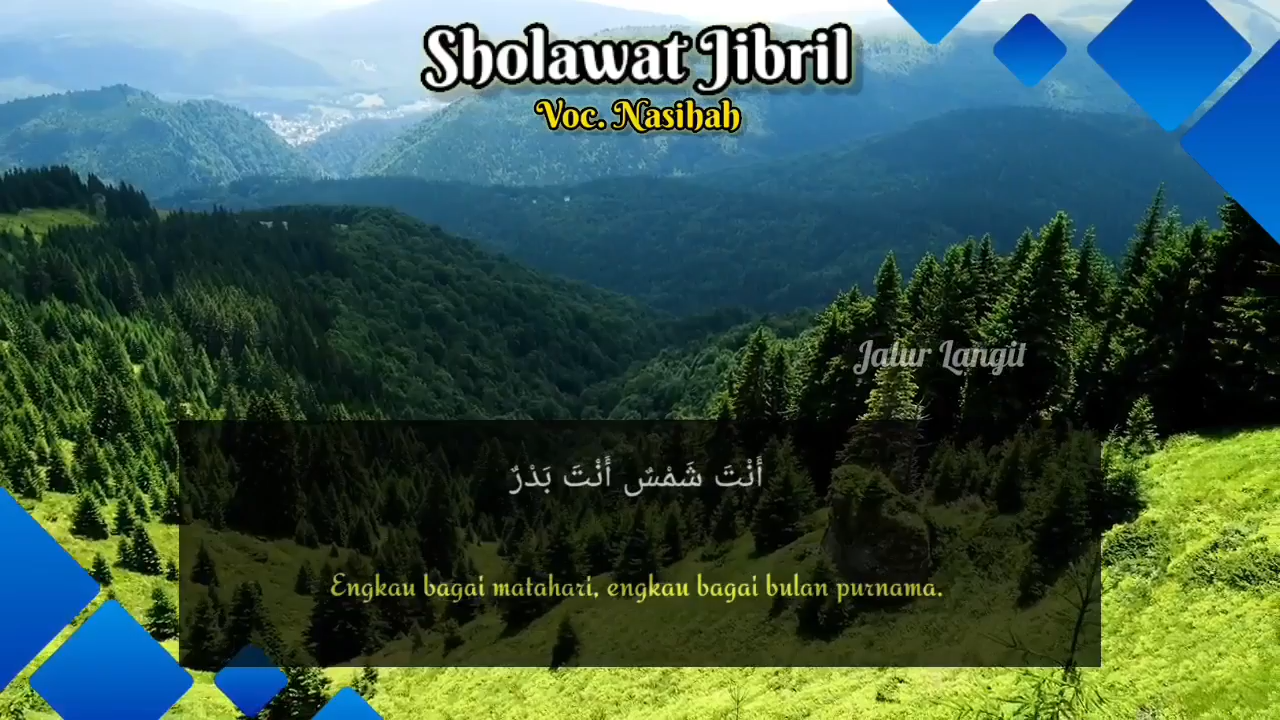 Sholawat Jibril
Voc. Nasihah
Jalur Langit
أَنْتَ شَمْسٌ أَنْتَ بَدْرٌ
Engkau bagai matahari, engkau bagai bulan purnama.